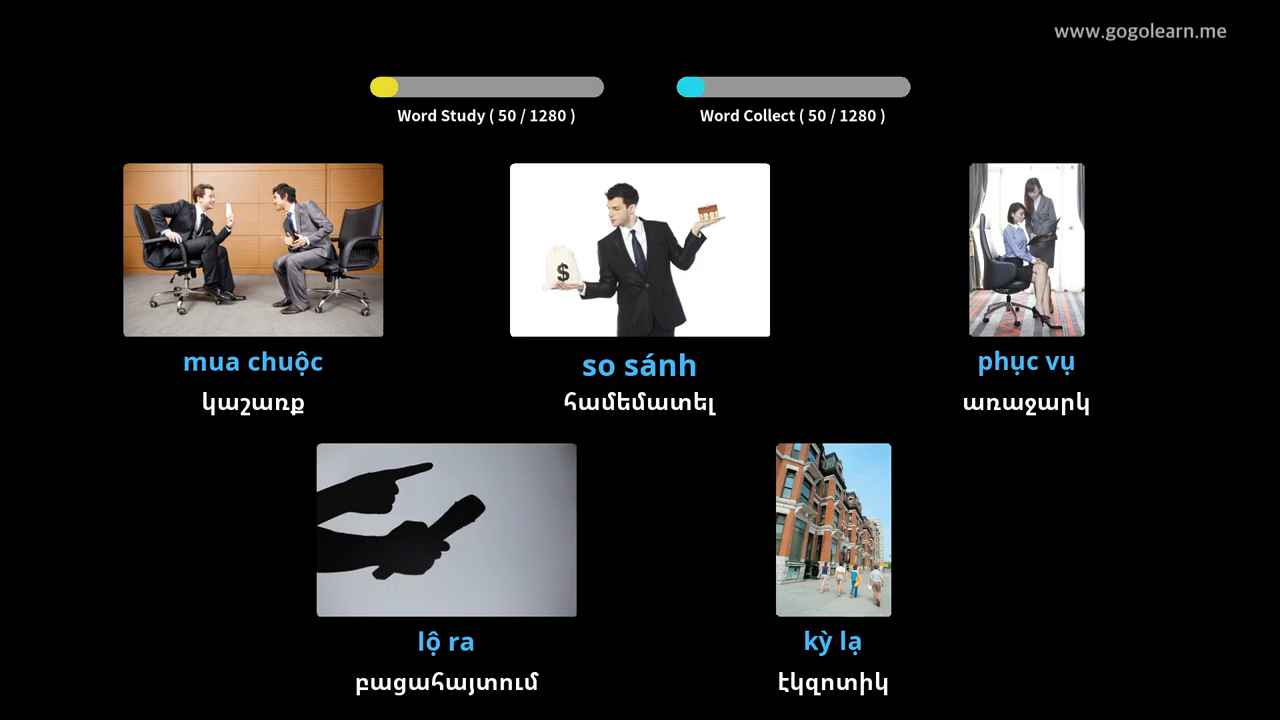 www.gogolearn.me
Word Study ( 50 / 1280 )
Word Collect ( 50 / 1280 )
$
mua chuộc
so sánh
phục vụ
կաշառք
համեմատել
առաջարկ
lộ ra
kỳ lạ
բացահայտում
էկզոտիկ